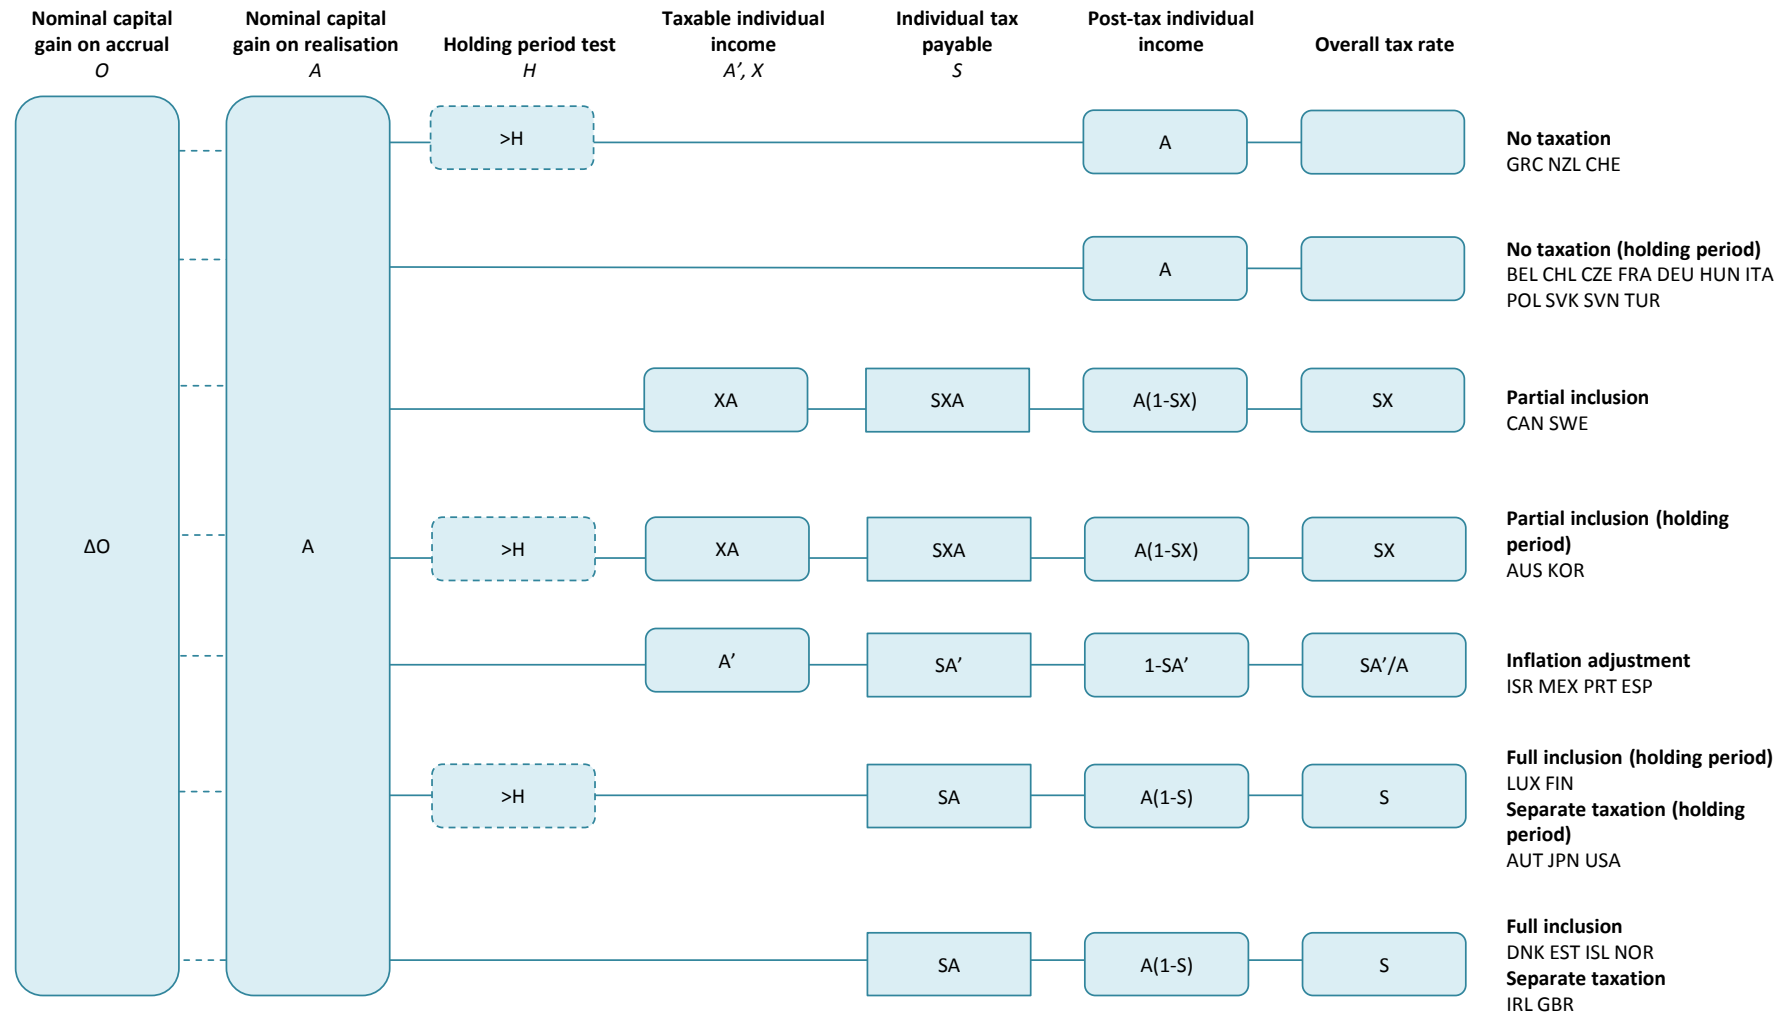 Nominal capital
gain on accrual
O
Nominal capital
gain on realisation
A
Holding period test
H
Taxable individual
income
A', X
Individual tax
payable
S
Post-tax individual
income
Overall tax rate
ΔO
A
>H
A
No taxation
GRC NZL CHE
A
No taxation (holding period)
BEL CHL CZE FRA DEU HUN ITA
POL SVK SVN TUR
XA
SXA
A(1-SX)
SX
Partial inclusion
CAN SWE
>H
XA
SXA
A(1-SX)
SX
Partial inclusion (holding
period)
AUS KOR
A'
SA'
1-SA'
SA'/A
Inflation adjustment
ISR MEX PRT ESP
>H
SA
A(1-S)
S
Full inclusion (holding period)
LUX FIN
Separate taxation (holding
period)
AUT JPN USA
SA
A(1-S)
S
Full inclusion
DNK EST ISL NOR
Separate taxation
IRL GBR